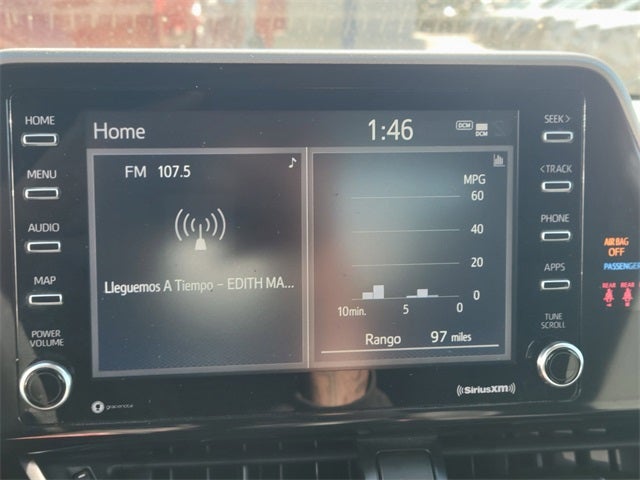 HOME
MENU
AUDIO
MAP
POWER
VOLUME
Home
1:46
DCM
DCM
FM 107.5
Lleguemos A Tiempo – EDITH MA...
MPG
60
40
20
0
10min. 5 0
Rango 97 miles
gracenote
SiriusXM
SEEK >
< TRACK
PHONE
APPS
TUNE
SCROLL
AIRBAG
OFF
PASSENGER
REAR REAR